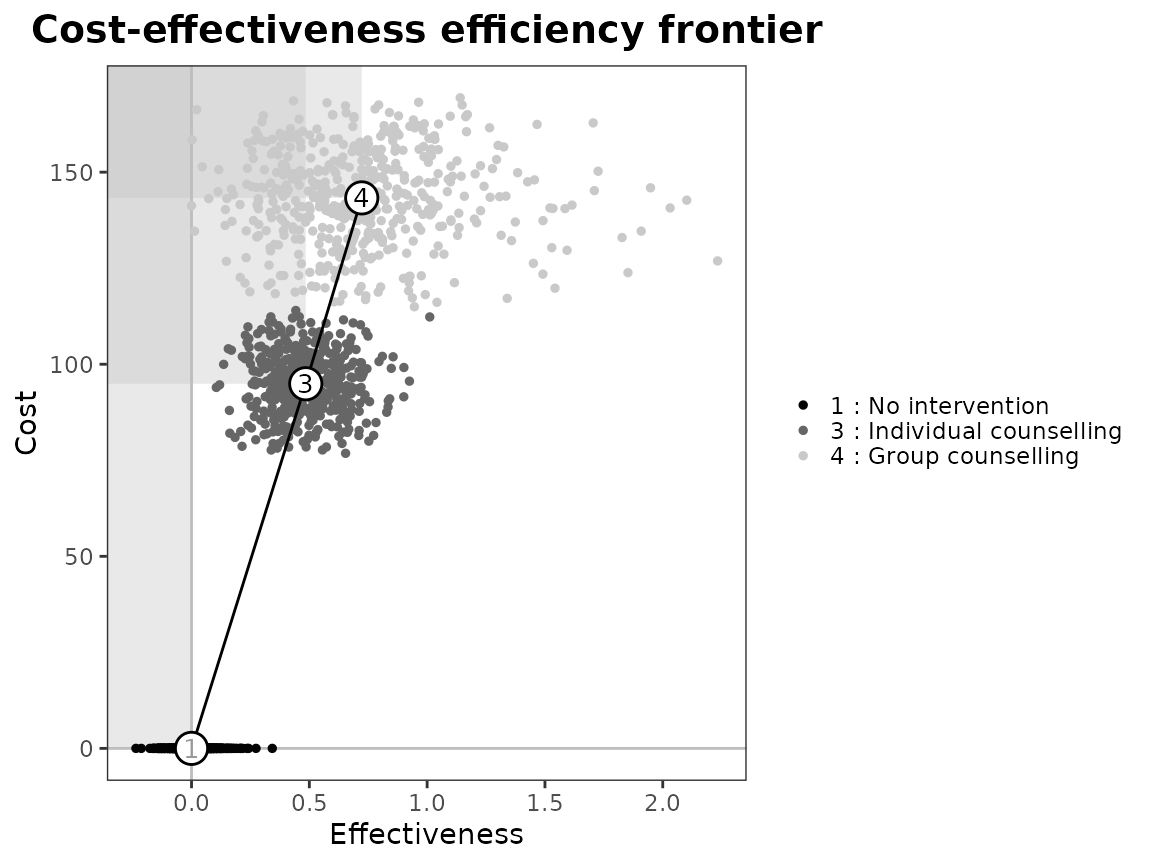 Cost-effectiveness efficiency frontier
150
100
50
0
Cost
4
3
1
0.0 0.5 1.0 1.5 2.0
Effectiveness
1 : No intervention
3 : Individual counselling
4 : Group counselling